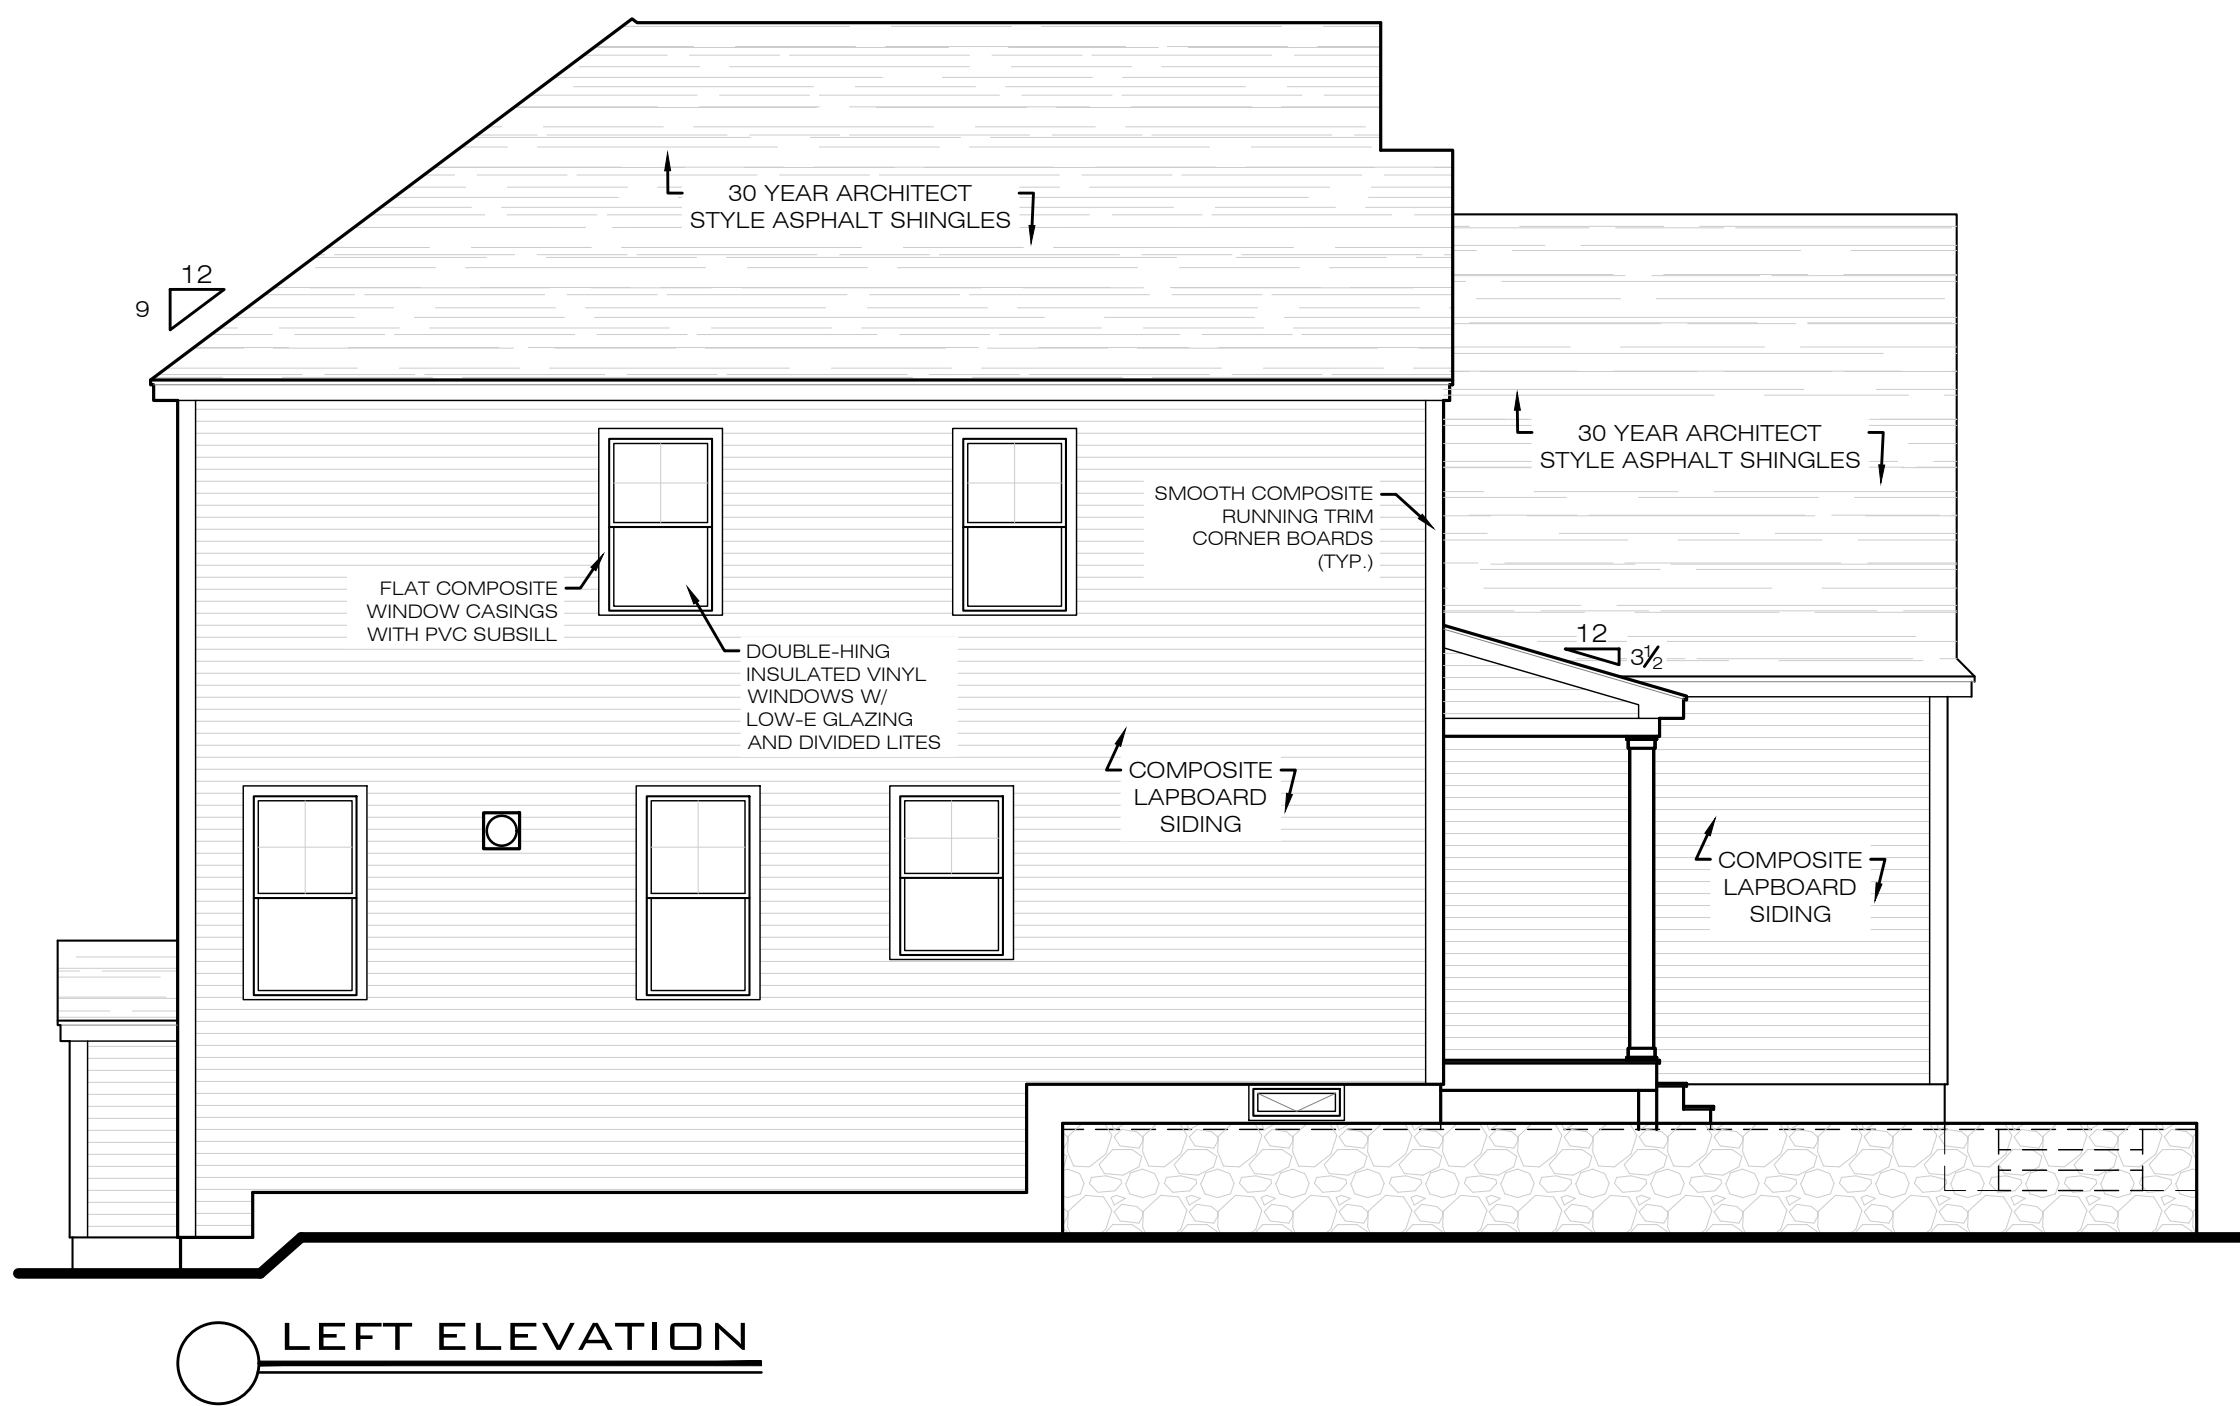 30 YEAR ARCHITECT
STYLE ASPHALT SHINGLES
12
9
30 YEAR ARCHITECT
STYLE ASPHALT SHINGLES
SMOOTH COMPOSITE
RUNNING TRIM
CORNER BOARDS
(TYP.)
FLAT COMPOSITE
WINDOW CASINGS
WITH PVC SUBSILL
DOUBLE-HING
INSULATED VINYL
WINDOWS W/
LOW-E GLAZING
AND DIVIDED LITES
12
3½
COMPOSITE
LAPBOARD
SIDING
COMPOSITE
LAPBOARD
SIDING
LEFT ELEVATION